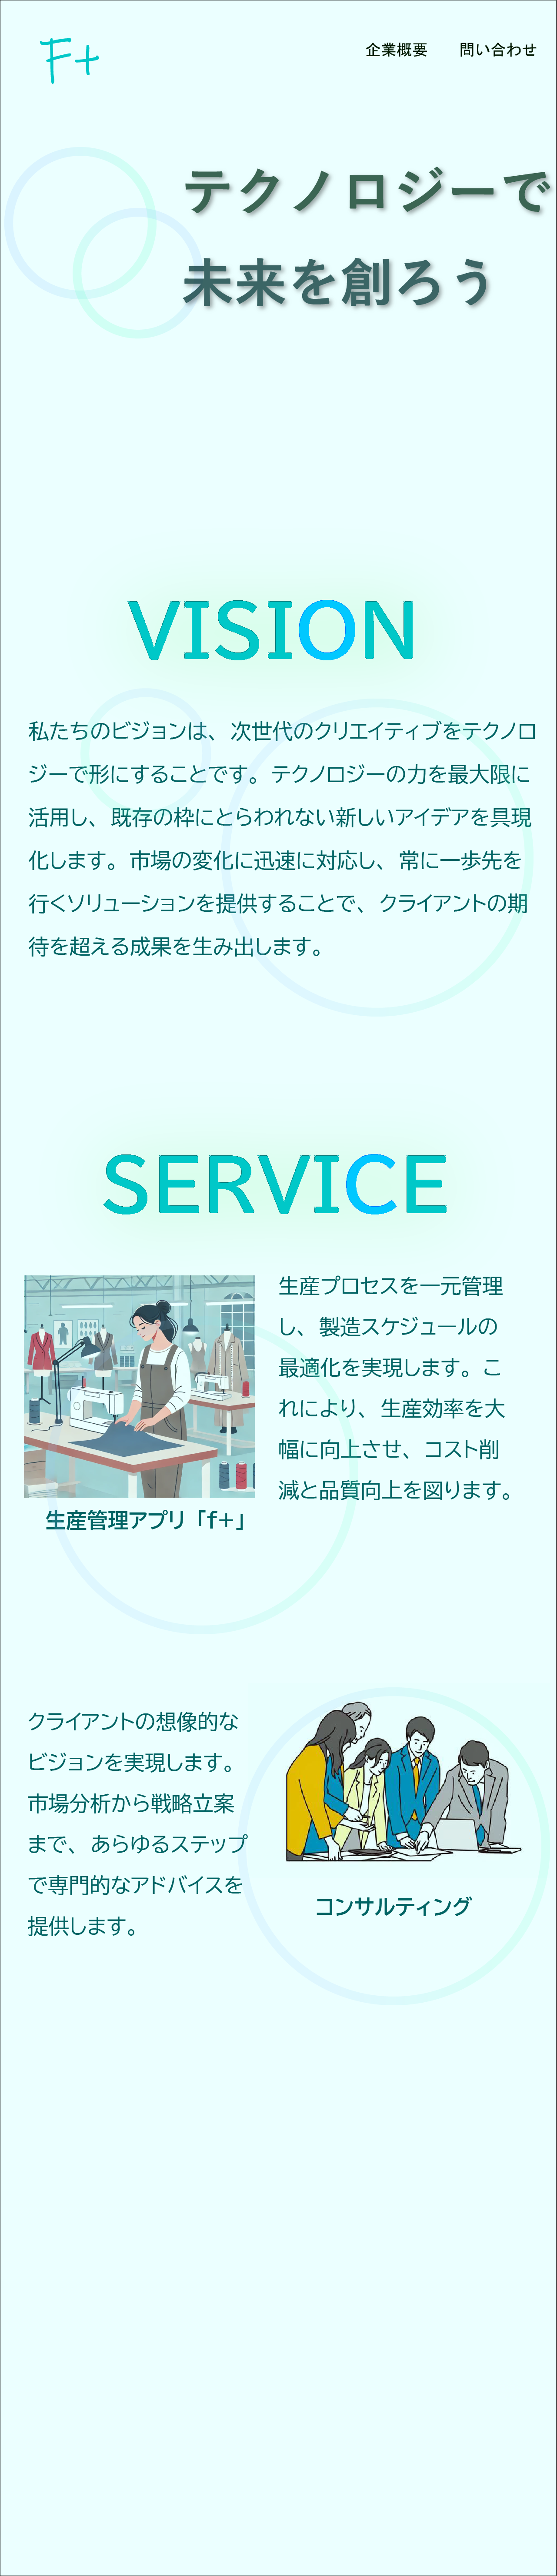 F+
企業概要
問い合わせ
テクノロジーで
未来を創ろう
VISION
私たちのビジョンは、次世代のクリエイティブをテクノロ
ジーで形にすることです。テクノロジーの力を最大限に
活用し、既存の枠にとらわれない新しいアイデアを具現
化します。市場の変化に迅速に対応し、常に一歩先を
行くソリューションを提供することで、クライアントの期
待を超える成果を生み出します。
SERVICE
生産プロセスを一元管理
し、製造スケジュールの
最適化を実現します。こ
れにより、生産効率を大
幅に向上させ、コスト削
減と品質向上を図ります。
生産管理アプリ「f+」
クライアントの想像的な
ビジョンを実現します。
市場分析から戦略立案
まで、あらゆるステップ
で専門的なアドバイスを
提供します。
コンサルティング